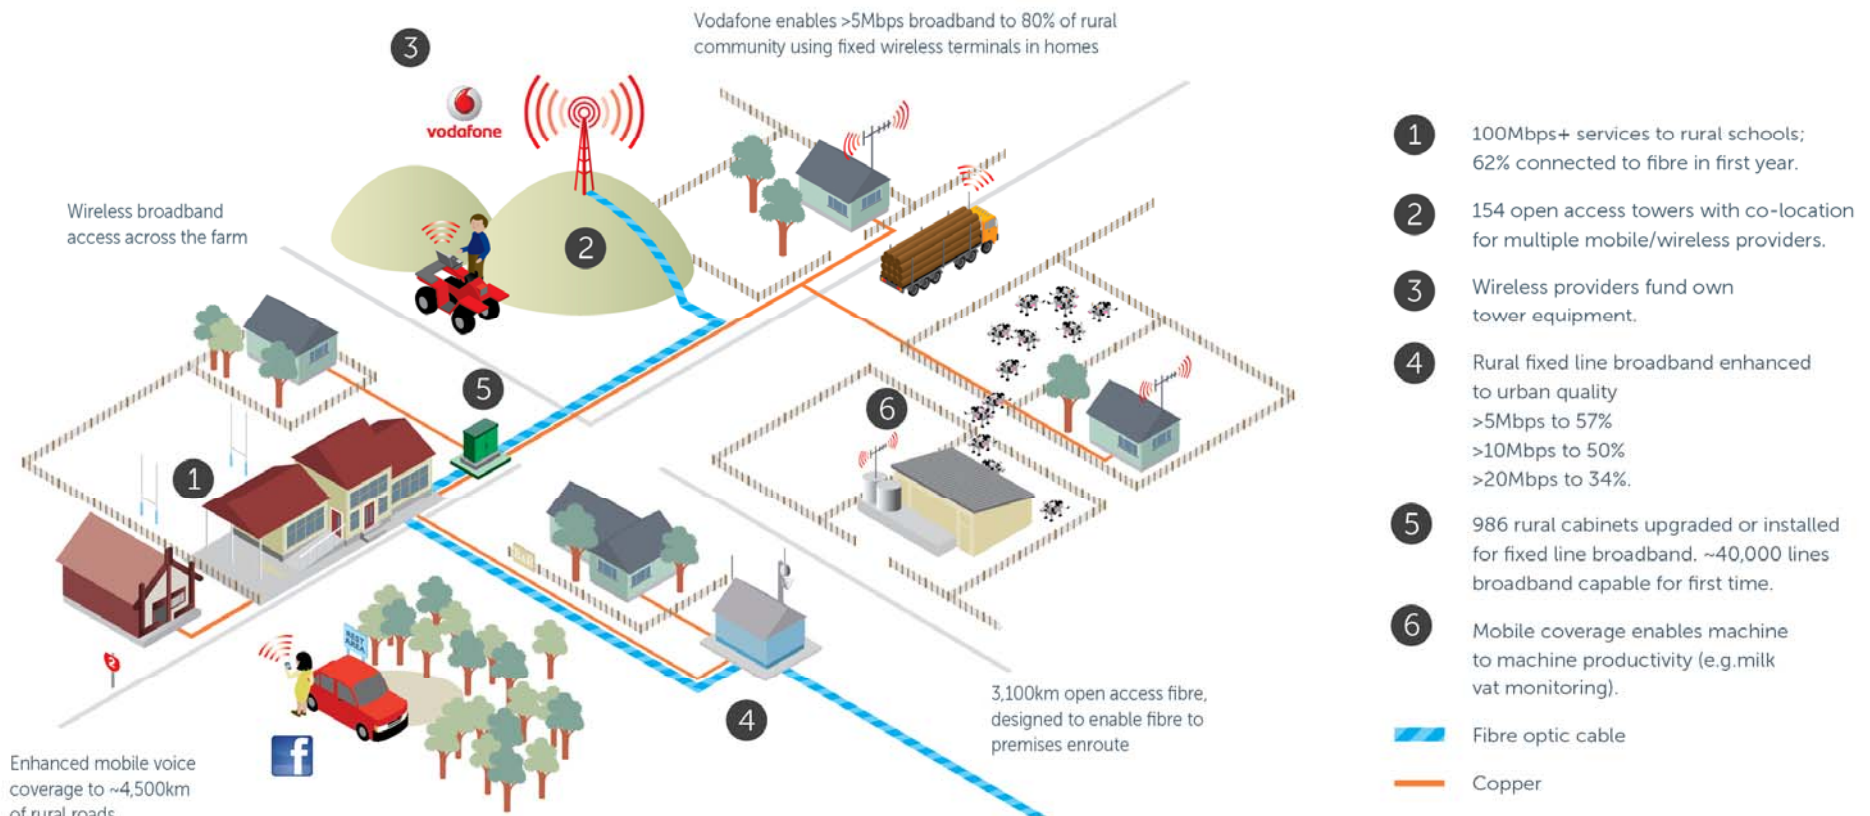 Vodafone enables >5Mbps broadband to 80% of rural
community using fixed wireless terminals in homes
3
vodafone
Wireless broadband
access across the farm
2
5
6
1
B&B
REST
AREA
2
f
4
3,100km open access fibre,
designed to enable fibre to
premises enroute
Enhanced mobile voice
coverage to ~4,500km
of rural roads
1
100Mbps+ services to rural schools;
62% connected to fibre in first year.
2
154 open access towers with co-location
for multiple mobile/wireless providers.
3
Wireless providers fund own
tower equipment.
4
Rural fixed line broadband enhanced
to urban quality
>5Mbps to 57%
>10Mbps to 50%
>20Mbps to 34%.
5
986 rural cabinets upgraded or installed
for fixed line broadband. ~40,000 lines
broadband capable for first time.
6
Mobile coverage enables machine
to machine productivity (e.g.milk
vat monitoring).
Fibre optic cable
Copper